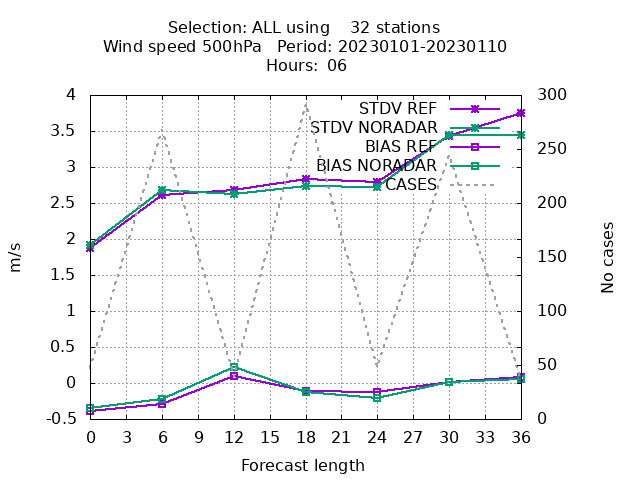 Selection: ALL using    32 stations
Wind speed 500hPa   Period: 20230101-20230110
Hours:  06
4
3.5
3
2.5
2
1.5
1
0.5
0
-0.5
m/s
300
250
200
150
100
50
0
No cases
STDV REF
STDV NORADAR
BIAS REF
BIAS NORADAR
CASES
0 3 6 9 12 15 18 21 24 27 30 33 36
Forecast length